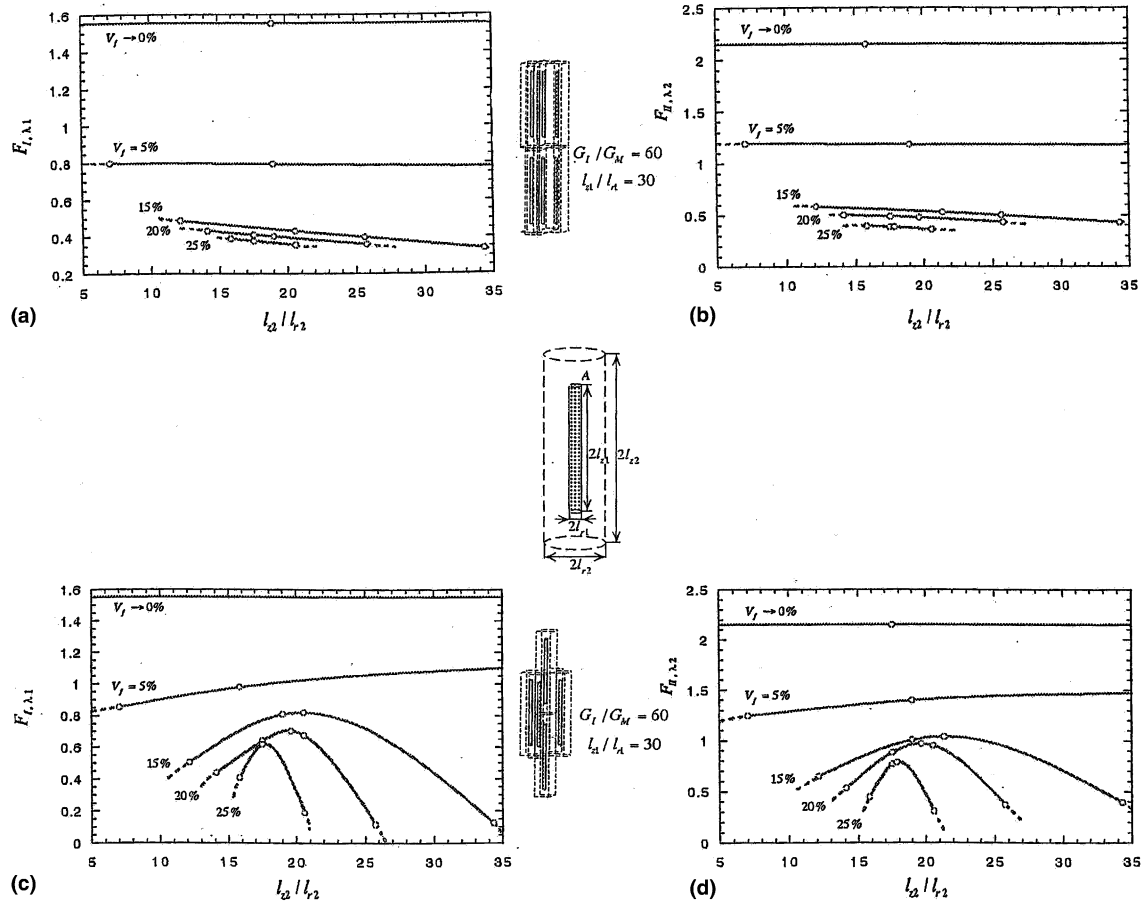 1.6
1.4
1.2
1
0.8
0.6
0.4
0.2
F_{I,λ1}
V_f → 0%
V_f = 5%
15%
20%
25%
5 10 15 20 25 30 35
(a)
l_{z2} / l_{r2}
G_I / G_M = 60
l_{z1} / l_{r1} = 30
2.5
2
1.5
1
0.5
0
F_{II,λ2}
V_f → 0%
V_f = 5%
15%
20%
25%
5 10 15 20 25 30 35
(b)
l_{z2} / l_{r2}
A
2l_{z1}
2l_{z2}
2l_{r1}
2l_{r2}
1.6
1.4
1.2
1
0.8
0.6
0.4
0.2
0
F_{I,λ1}
V_f → 0%
V_f = 5%
15%
20%
25%
5 10 15 20 25 30 35
(c)
l_{z2} / l_{r2}
G_I / G_M = 60
l_{z1} / l_{r1} = 30
2.5
2
1.5
1
0.5
0
F_{II,λ2}
V_f → 0%
V_f = 5%
15%
20%
25%
5 10 15 20 25 30 35
(d)
l_{z2} / l_{r2}